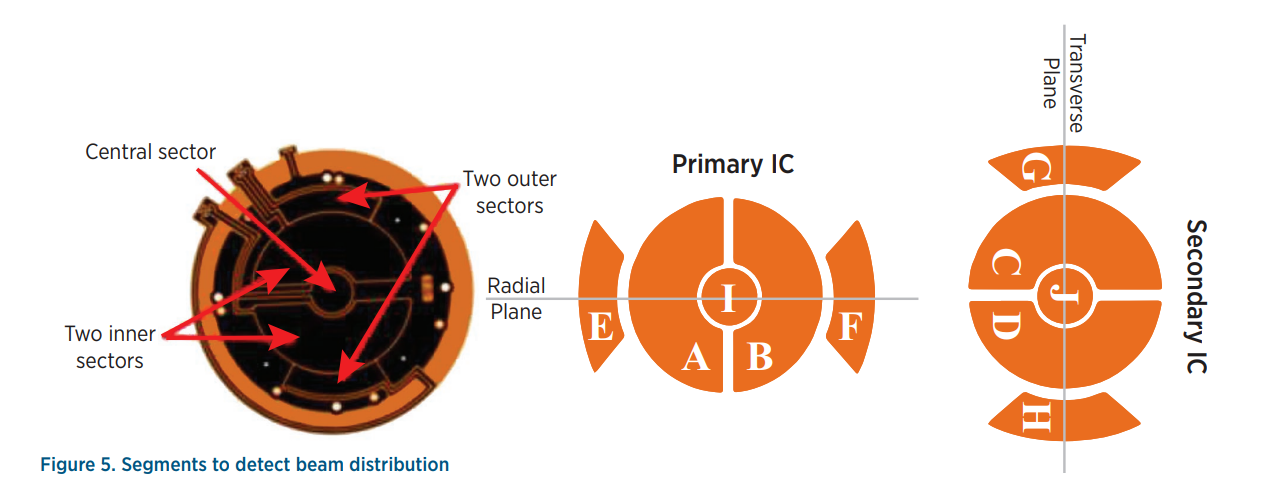 Central sector
Two outer
sectors
Two inner
sectors
Primary IC
Radial
Plane
E
I
A
B
F
Transverse
Plane
G
C
J
D
H
Secondary IC
Figure 5. Segments to detect beam distribution